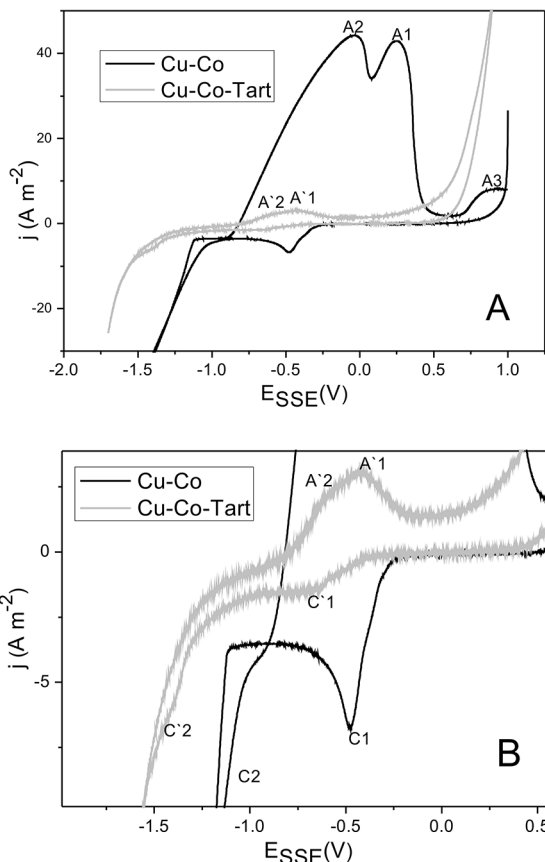 40
20
0
-20
j (A m-2)
Cu-Co
Cu-Co-Tart
A2
A1
A3
A`2
A`1
A
-2.0 -1.5 -1.0 -0.5 0.0 0.5 1.0
ESSE(V)
0
-5
j (A m-2)
Cu-Co
Cu-Co-Tart
A`1
A`2
C`1
C`2
C1
C2
B
-1.5 -1.0 -0.5 0.0 0.5
ESSE(V)